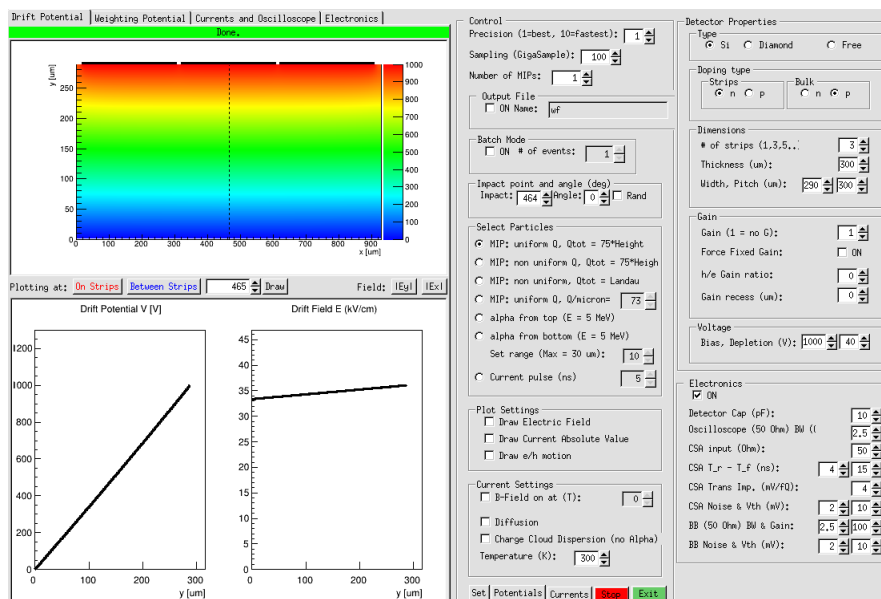 Drift Potential Weighting Potential Currents and Oscilloscope Electronics
Done.
y [um]
250
200
150
100
50
0
0 100 200 300 400 500 600 700 800 900
x [um]
1000
900
800
700
600
500
400
300
200
100
0
Plotting at: On Strips Between Strips 465 Draw Field: |Ey| |Ex|
Drift Potential V [V]
1200
1000
800
600
400
200
0
0 100 200 300
y [um]
Drift Field E (kV/cm)
45
40
35
30
25
20
15
10
5
0
0 100 200 300
y [um]
Control
Precision (1=best, 10=fastest): 1
Sampling (GigaSample): 100
Number of MIPs: 1
Output File
ON Name: wf
Batch Mode
ON # of events: 1
Impact point and angle (deg)
Impact: 464 Angle: 0 Rand
Select Particles
MIP: uniform Q, Qtot = 75*Height
MIP: non uniform Q, Qtot = 75*Heigh
MIP: non uniform, Qtot = Landau
MIP: uniform Q, Q/micron= 73
alpha from top (E = 5 MeV)
alpha from bottom (E = 5 MeV)
Set range (Max = 30 um): 10
Current pulse (ns) 5
Plot Settings
Draw Electric Field
Draw Current Absolute Value
Draw e/h motion
Current Settings
B-Field on at (T): 0
Diffusion
Charge Cloud Dispersion (no Alpha)
Temperature (K): 300
Set Potentials Currents Stop Exit
Detector Properties
Type
Si Diamond Free
Doping type
Strips Bulk
n p n p
Dimensions
# of strips (1,3,5..) 3
Thickness (um): 300
Width, Pitch (um): 290 300
Gain
Gain (1 = no G): 1
Force Fixed Gain: ON
h/e Gain ratio: 0
Gain recess (um): 0
Voltage
Bias, Depletion (V): 1000 40
Electronics
ON
Detector Cap (pF): 10
Oscilloscope (50 Ohm) BW (( 2.5
CSA input (Ohm): 50
CSA T_r - T_f (ns): 4 15
CSA Trans Imp. (mV/fQ): 4
CSA Noise & Vth (mV): 2 10
BB (50 Ohm) BW & Gain: 2.5 100
BB Noise & Vth (mV): 2 10